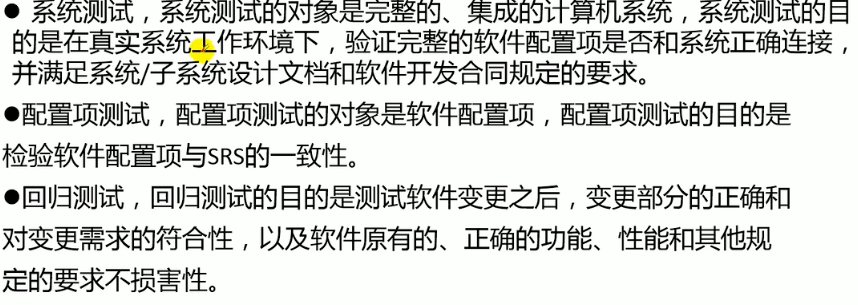 ● 系统测试，系统测试的对象是完整的、集成的计算机系统，系统测试的目
的是在真实系统工作环境下，验证完整的软件配置项是否和系统正确连接，
并满足系统/子系统设计文档和软件开发合同规定的要求。
●配置项测试，配置项测试的对象是软件配置项，配置项测试的目的是
检验软件配置项与SRS的一致性。
●回归测试，回归测试的目的是测试软件变更之后，变更部分的正确和
对变更需求的符合性，以及软件原有的、正确的功能、性能和其他规
定的要求不损害性。